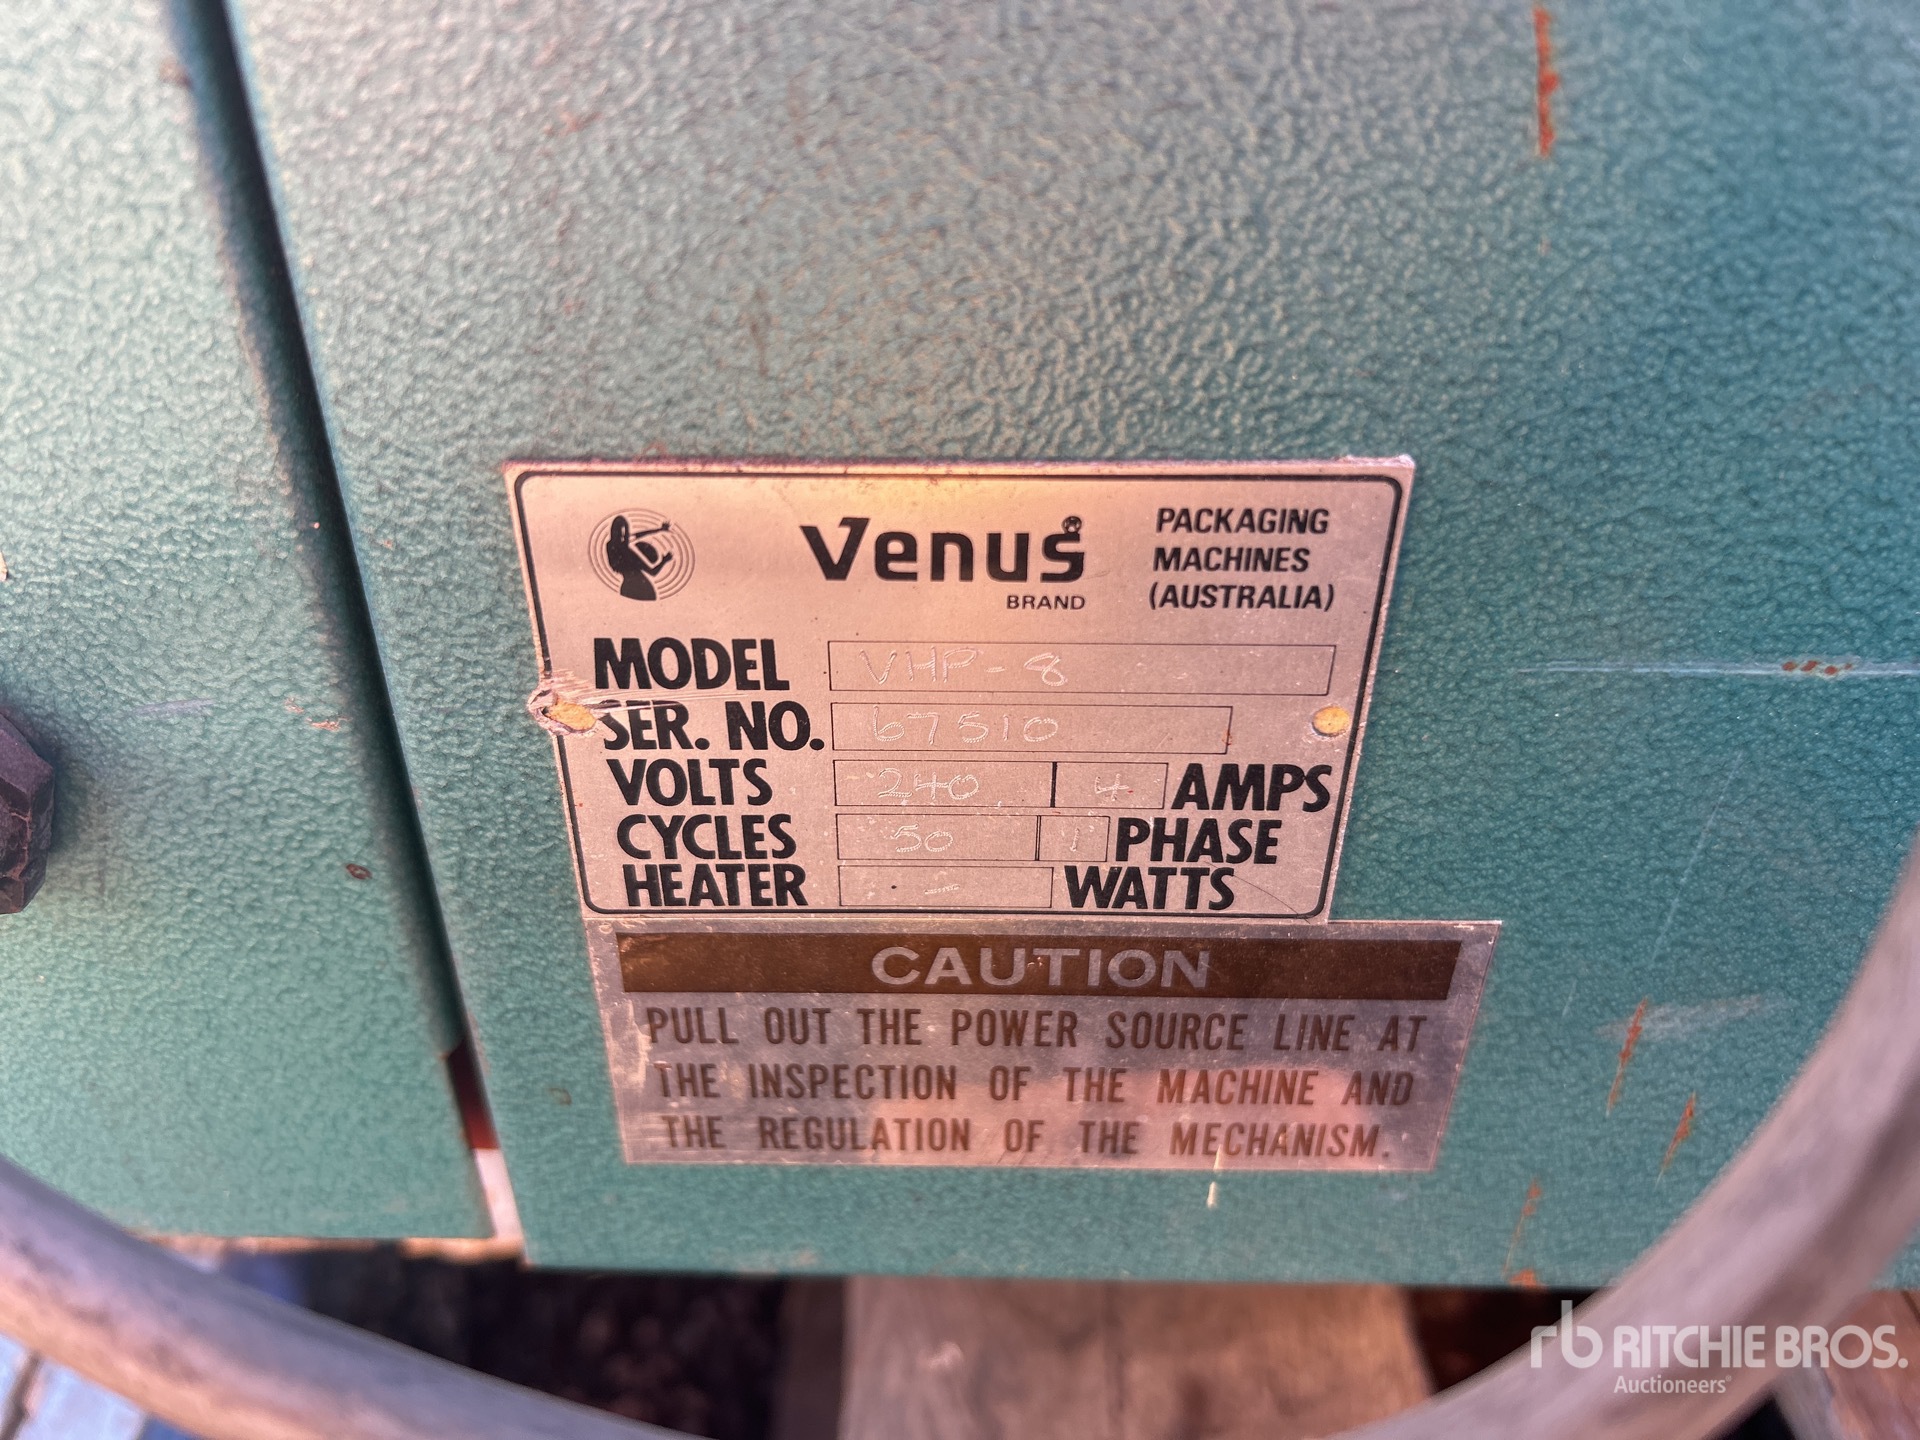 Venus
BRAND
PACKAGING
MACHINES
(AUSTRALIA)
MODEL VHP-8
SER. NO. 67510
VOLTS 240 4 AMPS
CYCLES 50 1 PHASE
HEATER - WATTS
CAUTION
PULL OUT THE POWER SOURCE LINE AT
THE INSPECTION OF THE MACHINE AND
THE REGULATION OF THE MECHANISM.
rb RITCHIE BROS.
Auctioneers